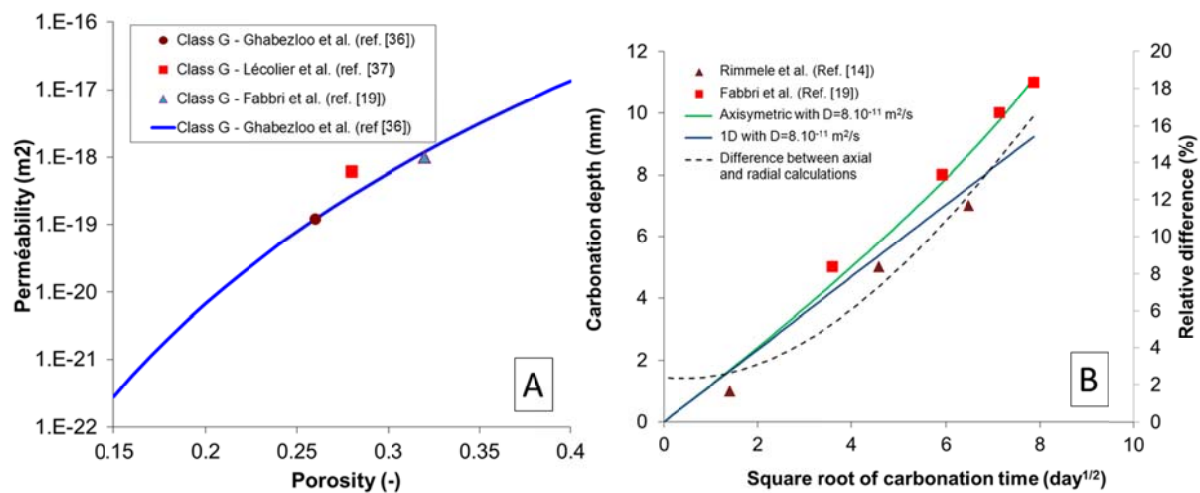 1.E-16
1.E-17
1.E-18
1.E-19
1.E-20
1.E-21
1.E-22
Perméability (m2)
Class G - Ghabezloo et al. (ref. [36])
Class G - Lécolier et al. (ref. [37])
Class G - Fabbri et al. (ref. [19])
Class G - Ghabezloo et al. (ref [36])
A
0.15
0.2
0.25
0.3
0.35
0.4
Porosity (-)
12
10
8
6
4
2
0
Carbonation depth (mm)
Rimmele et al. (Ref. [14])
Fabbri et al. (Ref. [19])
Axisymetric with D=8.10-11 m²/s
1D with D=8.10-11 m²/s
Difference between axial
and radial calculations
B
20
18
16
14
12
10
8
6
4
2
0
Relative difference (%)
0
2
4
6
8
10
Square root of carbonation time (day1/2)